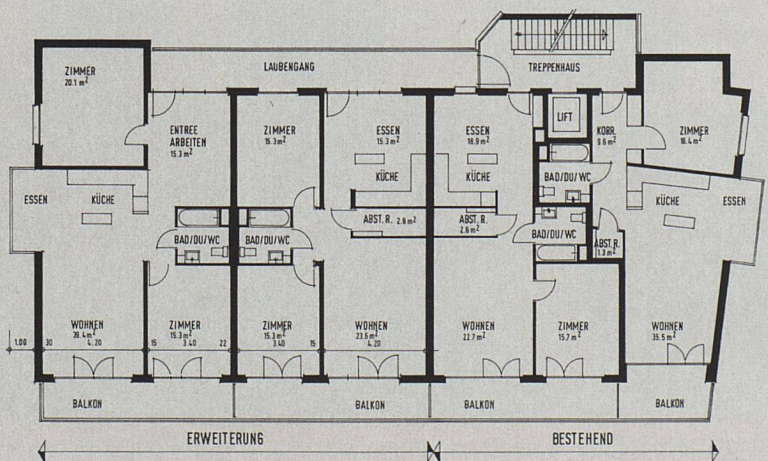 ZIMMER
20.1 m²
LAUBENGANG
TREPPENHAUS
ENTREE
ARBEITEN
15.3 m²
ZIMMER
15.3 m²
ESSEN
15.3 m²
KÜCHE
ESSEN
18.9 m²
KÜCHE
LIFT
KORR.
9.6 m²
ZIMMER
16.4 m²
BAD/DU/WC
ESSEN
KÜCHE
KÜCHE
ESSEN
ABST.R. 2.8 m²
ABST.R.
2.8 m²
BAD/DU/WC
BAD/DU/WC
BAD/DU/WC
ABST.R.
1.3 m²
WOHNEN
39.4 m²
ZIMMER
15.3 m²
ZIMMER
15.3 m²
WOHNEN
23.6 m²
WOHNEN
22.7 m²
ZIMMER
15.7 m²
WOHNEN
35.5 m²
1.00 30 4.20 15 3.40 22 3.40 15 4.20
BALKON
BALKON
BALKON
BALKON
ERWEITERUNG
BESTEHEND